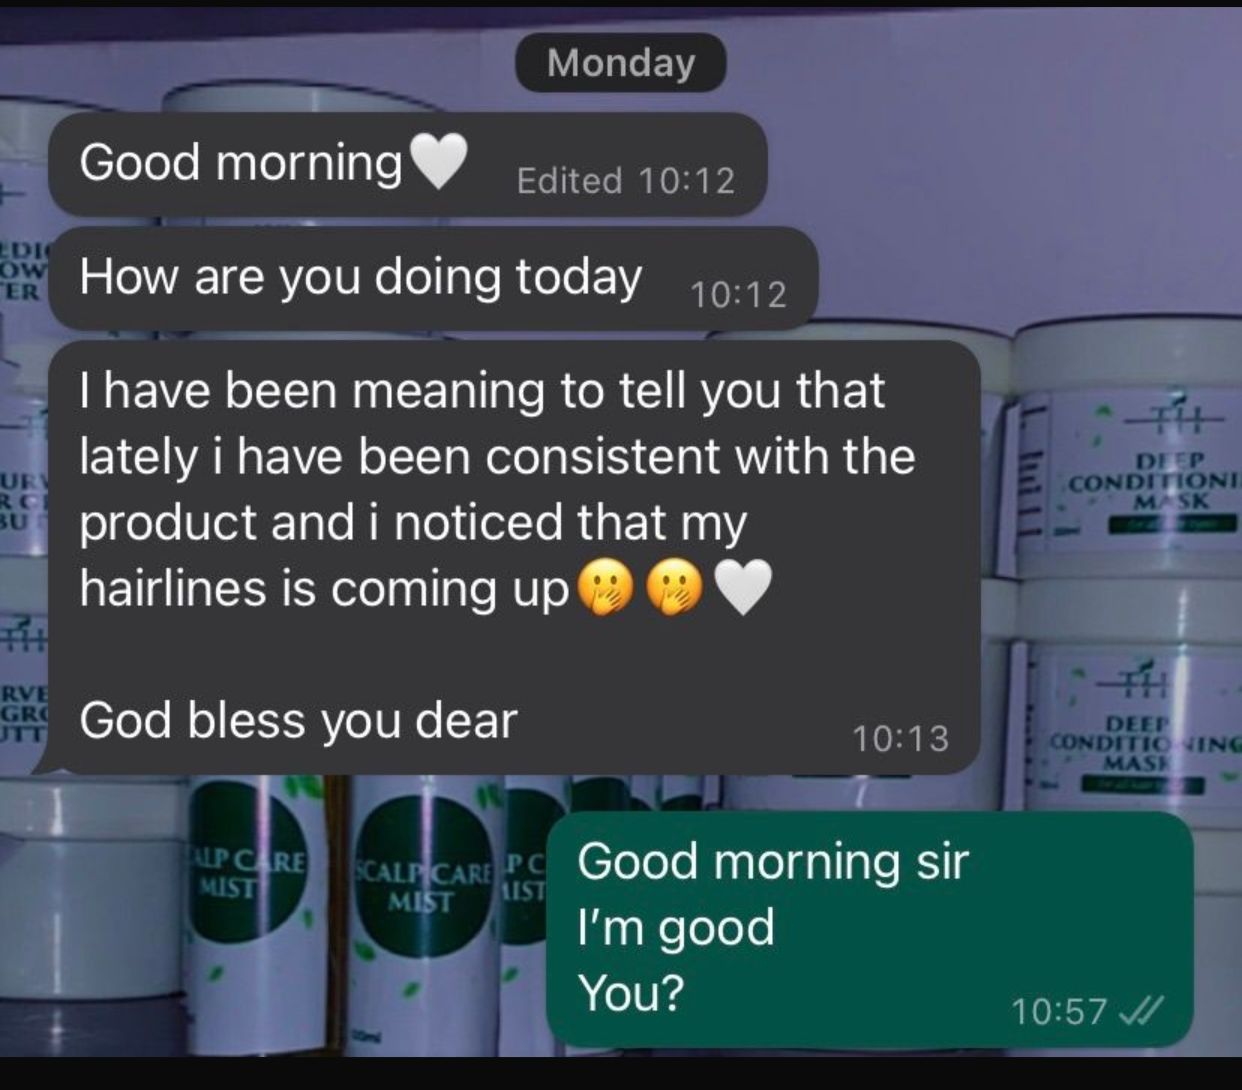 Monday
Good morning🤍
Edited 10:12
How are you doing today
10:12
I have been meaning to tell you that
lately i have been consistent with the
product and i noticed that my
hairlines is coming up🤭🤭🤍
God bless you dear
10:13
Good morning sir
I’m good
You?
10:57
TH
DEEP
MASK
TH
DEEP
CONDITIONING
MASK
CARE
MIST
SCALP CARE
MIST